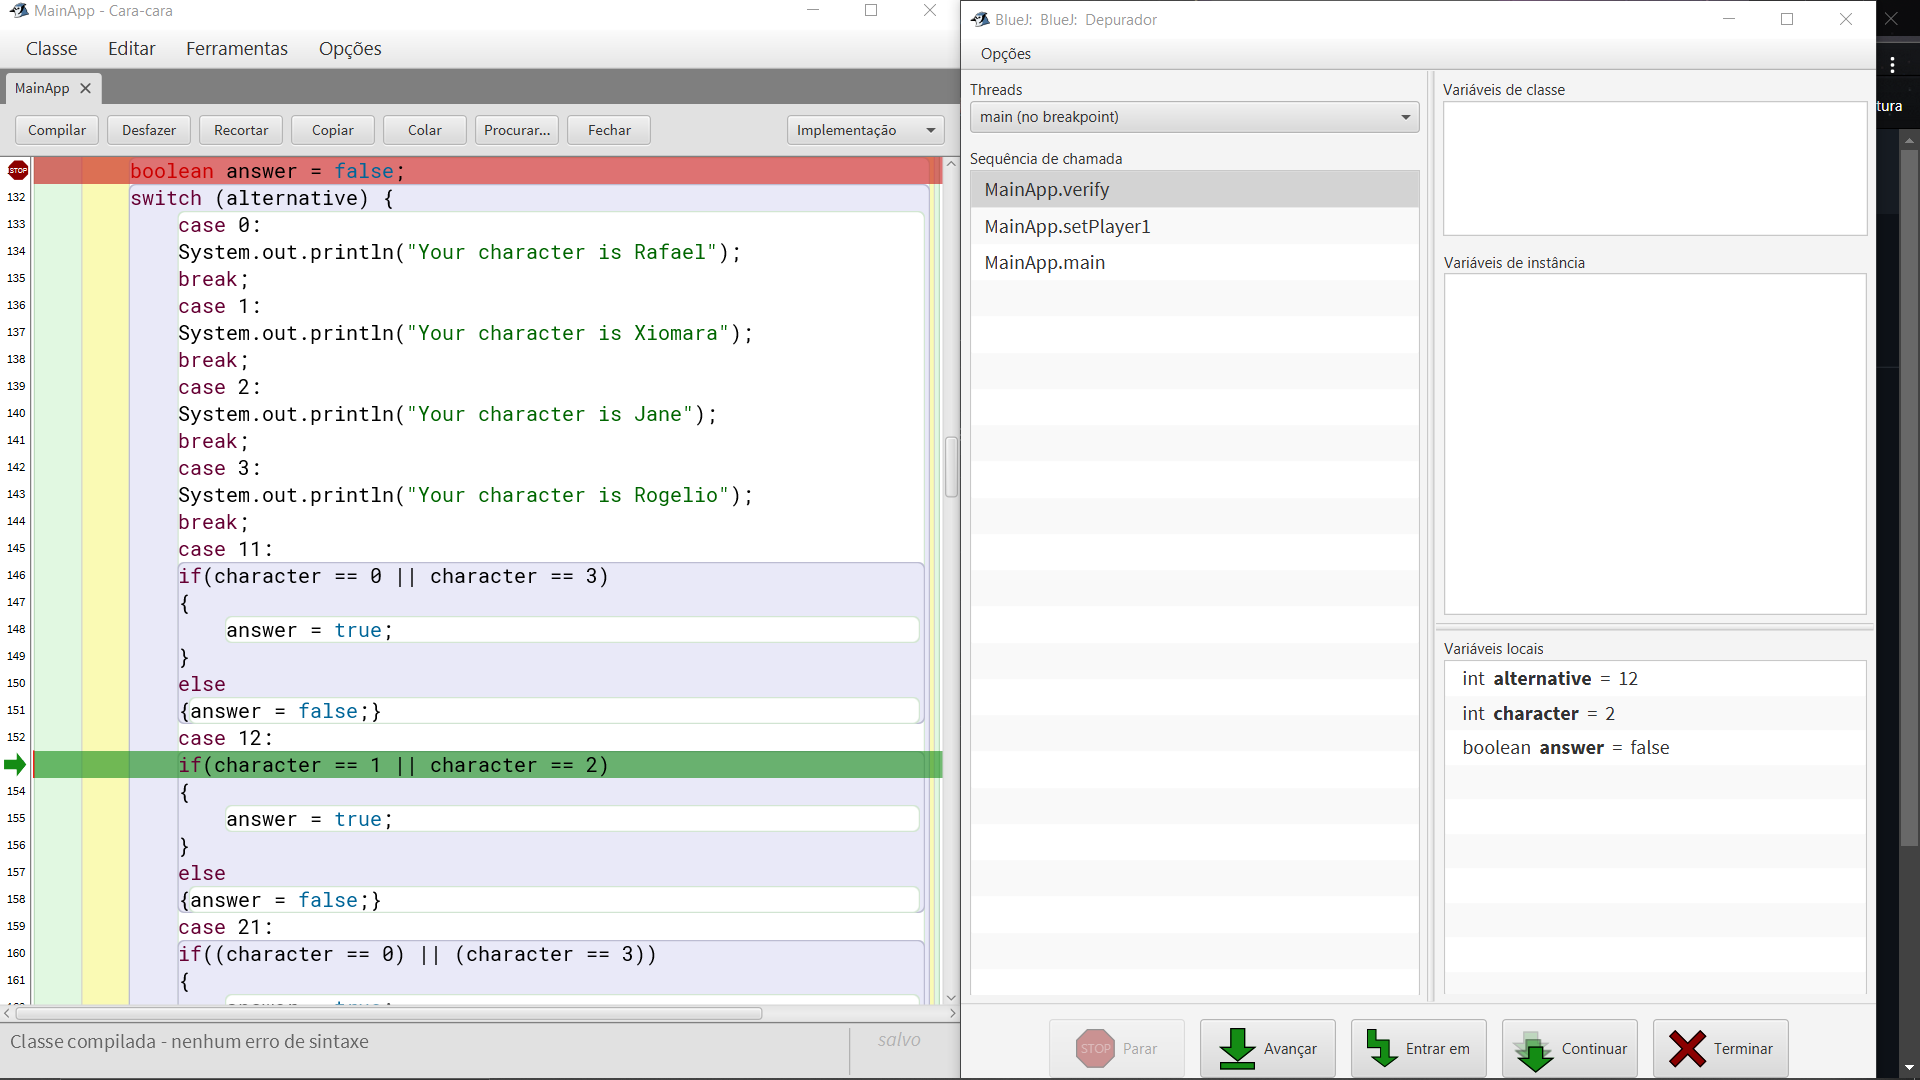 MainApp - Cara-cara
Classe Editar Ferramentas Opções
MainApp
Compilar Desfazer Recortar Copiar Colar Procurar... Fechar Implementação
STOP boolean answer = false;
132 switch (alternative) {
133 case 0:
134 System.out.println("Your character is Rafael");
135 break;
136 case 1:
137 System.out.println("Your character is Xiomara");
138 break;
139 case 2:
140 System.out.println("Your character is Jane");
141 break;
142 case 3:
143 System.out.println("Your character is Rogelio");
144 break;
145 case 11:
146 if(character == 0 || character == 3)
147 {
148 answer = true;
149 }
150 else
151 {answer = false;}
152 case 12:
if(character == 1 || character == 2)
154 {
155 answer = true;
156 }
157 else
158 {answer = false;}
159 case 21:
160 if((character == 0) || (character == 3))
161 {
Classe compilada - nenhum erro de sintaxe
salvo
BlueJ: BlueJ: Depurador
Opções
Threads
main (no breakpoint)
Sequência de chamada
MainApp.verify
MainApp.setPlayer1
MainApp.main
Variáveis de classe
Variáveis de instância
Variáveis locais
int alternative = 12
int character = 2
boolean answer = false
STOP Parar Avançar Entrar em Continuar Terminar
tura